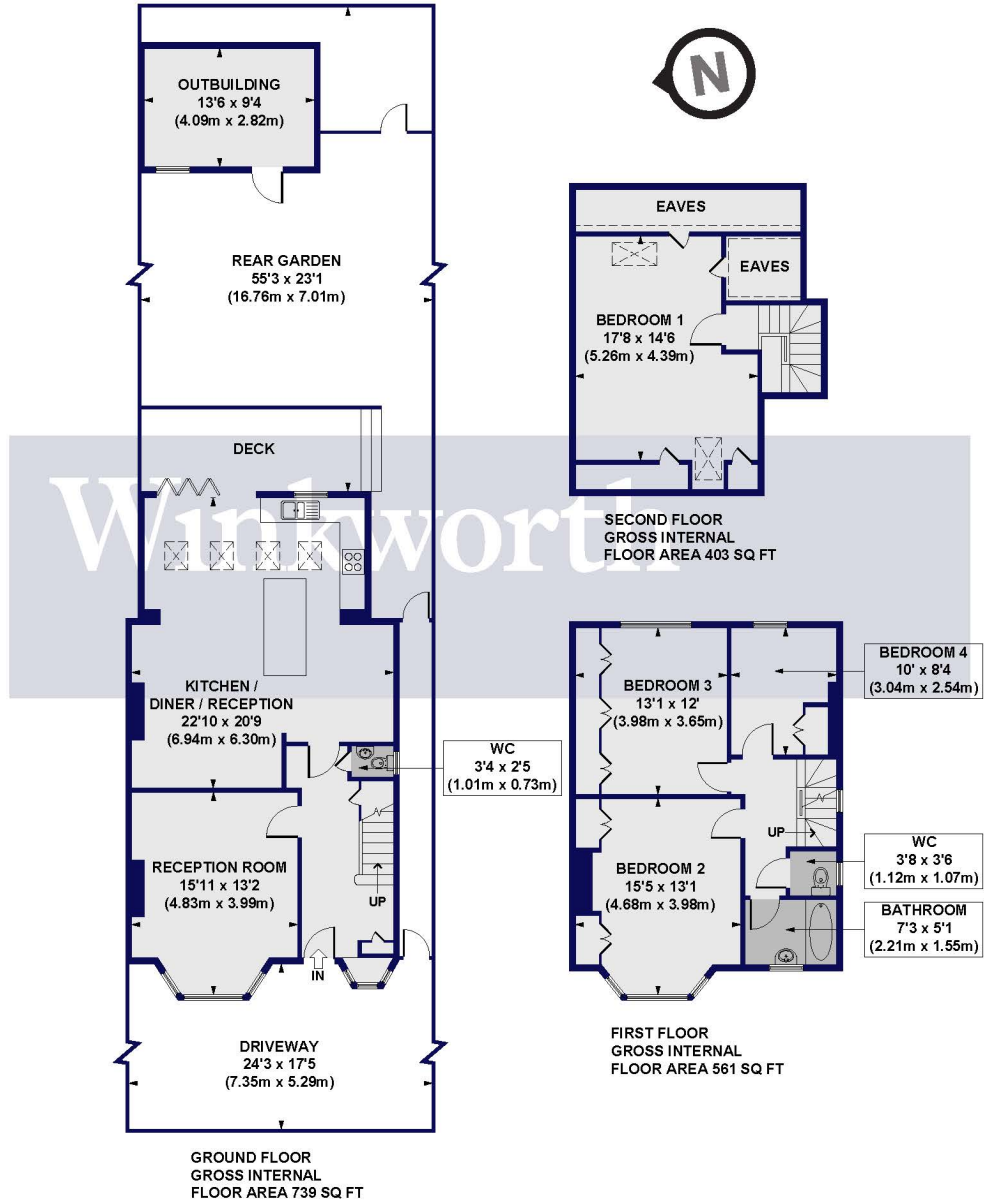 OUTBUILDING
13'6 x 9'4
(4.09m x 2.82m)
N
REAR GARDEN
55'3 x 23'1
(16.76m x 7.01m)
EAVES
EAVES
BEDROOM 1
17'8 x 14'6
(5.26m x 4.39m)
DECK
Winkworth
SECOND FLOOR
GROSS INTERNAL
FLOOR AREA 403 SQ FT
KITCHEN /
DINER / RECEPTION
22'10 x 20'9
(6.94m x 6.30m)
WC
3'4 x 2'5
(1.01m x 0.73m)
RECEPTION ROOM
15'11 x 13'2
(4.83m x 3.99m)
UP
IN
DRIVEWAY
24'3 x 17'5
(7.35m x 5.29m)
GROUND FLOOR
GROSS INTERNAL
FLOOR AREA 739 SQ FT
BEDROOM 3
13'1 x 12'
(3.98m x 3.65m)
BEDROOM 4
10' x 8'4
(3.04m x 2.54m)
UP
BEDROOM 2
15'5 x 13'1
(4.68m x 3.98m)
WC
3'8 x 3'6
(1.12m x 1.07m)
BATHROOM
7'3 x 5'1
(2.21m x 1.55m)
FIRST FLOOR
GROSS INTERNAL
FLOOR AREA 561 SQ FT